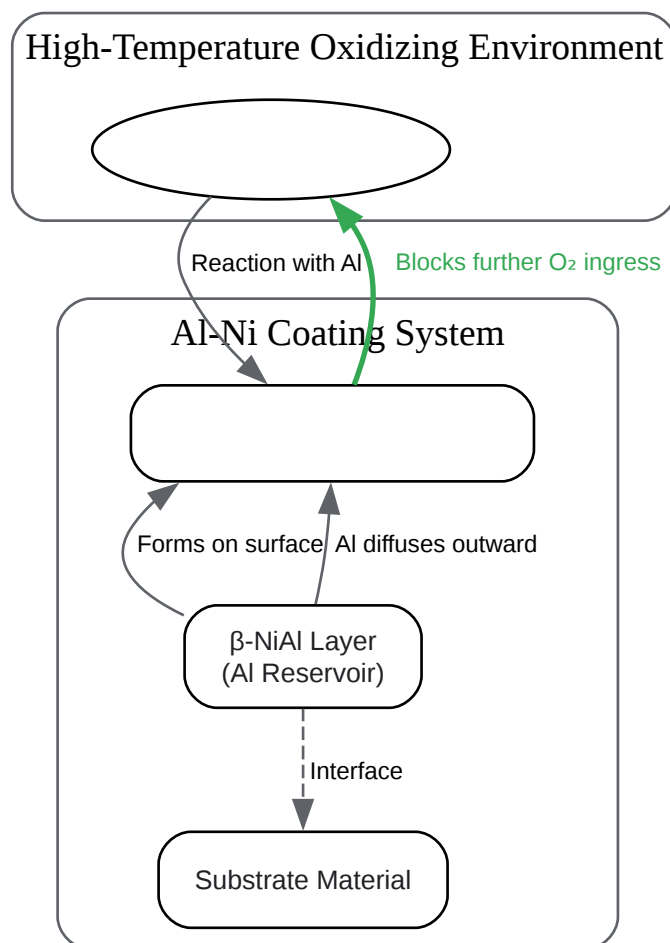 High-Temperature Oxidizing Environment
Reaction with Al
Blocks further O₂ ingress
Al-Ni Coating System
Forms on surface
Al diffuses outward
β-NiAl Layer
(Al Reservoir)
Interface
Substrate Material